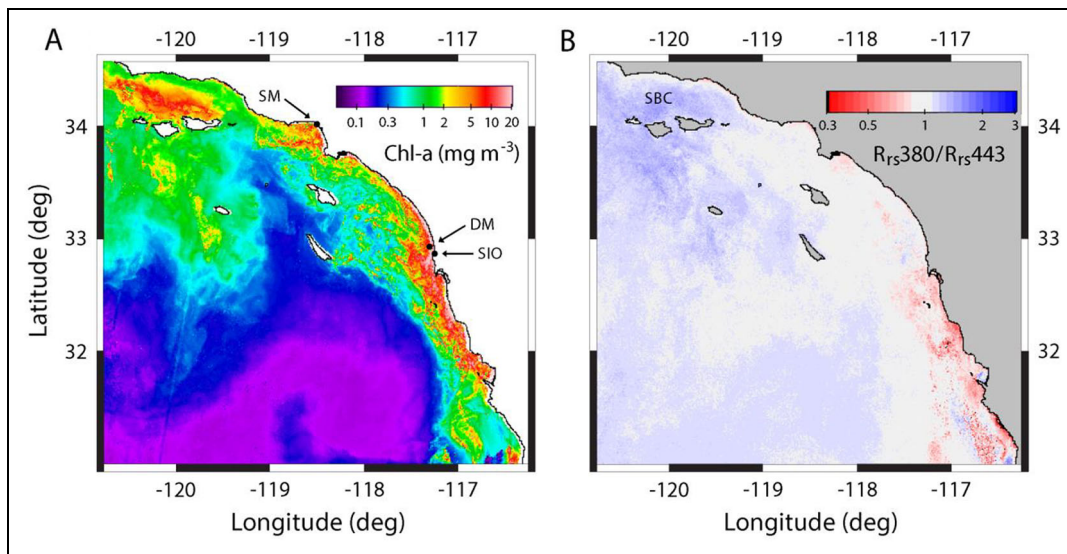 A
-120 -119 -118 -117
SM
0.1 0.3 1 2 5 10 20
Chl-a (mg m⁻³)
DM
SIO
34
33
32
Latitude (deg)
-120 -119 -118 -117
Longitude (deg)
B
-120 -119 -118 -117
SBC
0.3 0.5 1 2 3
Rrs380/Rrs443
34
33
32
-120 -119 -118 -117
Longitude (deg)